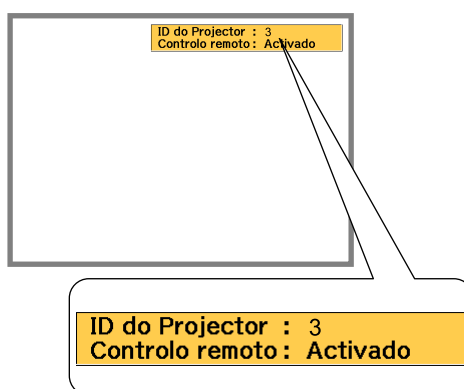 ID do Projector : 3
Controlo remoto : Activado
ID do Projector : 3
Controlo remoto : Activado